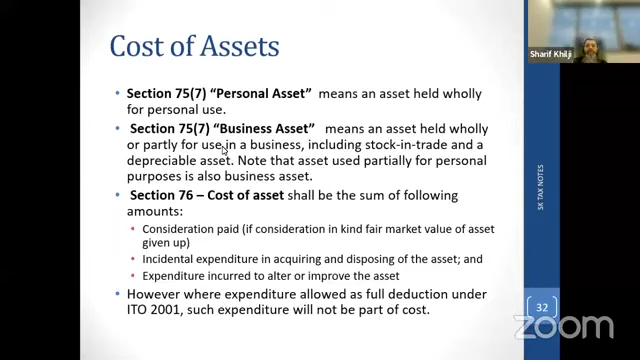 Cost of Assets
Sharif Khilji
• Section 75(7) “Personal Asset” means an asset held wholly
for personal use.
• Section 75(7) “Business Asset” means an asset held wholly
or partly for use in a business, including stock-in-trade and a
depreciable asset. Note that asset used partially for personal
purposes is also business asset.
• Section 76 – Cost of asset shall be the sum of following
amounts:
• Consideration paid (if consideration in kind fair market value of asset
given up)
• Incidental expenditure in acquiring and disposing of the asset; and
• Expenditure incurred to alter or improve the asset
• However where expenditure allowed as full deduction under
ITO 2001, such expenditure will not be part of cost.
SK TAX NOTES
32
zoom